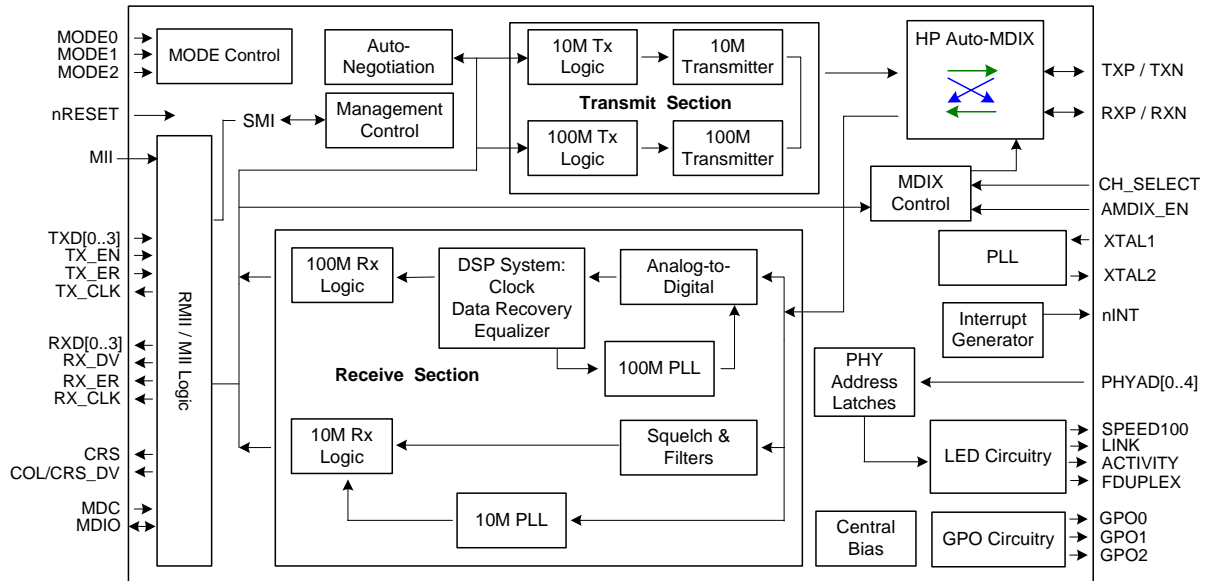 MODE0
MODE1
MODE2
nRESET
MII
TXD[0..3]
TX_EN
TX_ER
TX_CLK
RXD[0..3]
RX_DV
RX_ER
RX_CLK
CRS
COL/CRS_DV
MDC
MDIO
MODE Control
Auto-
Negotiation
SMI
Management
Control
RMII / MII Logic
10M Tx
Logic
10M
Transmitter
Transmit Section
100M Tx
Logic
100M
Transmitter
100M Rx
Logic
DSP System:
Clock
Data Recovery
Equalizer
Analog-to-
Digital
100M PLL
Receive Section
10M Rx
Logic
Squelch &
Filters
10M PLL
HP Auto-MDIX
MDIX
Control
PLL
Interrupt
Generator
PHY
Address
Latches
LED Circuitry
Central
Bias
GPO Circuitry
TXP / TXN
RXP / RXN
CH_SELECT
AMDIX_EN
XTAL1
XTAL2
nINT
PHYAD[0..4]
SPEED100
LINK
ACTIVITY
FDUPLEX
GPO0
GPO1
GPO2